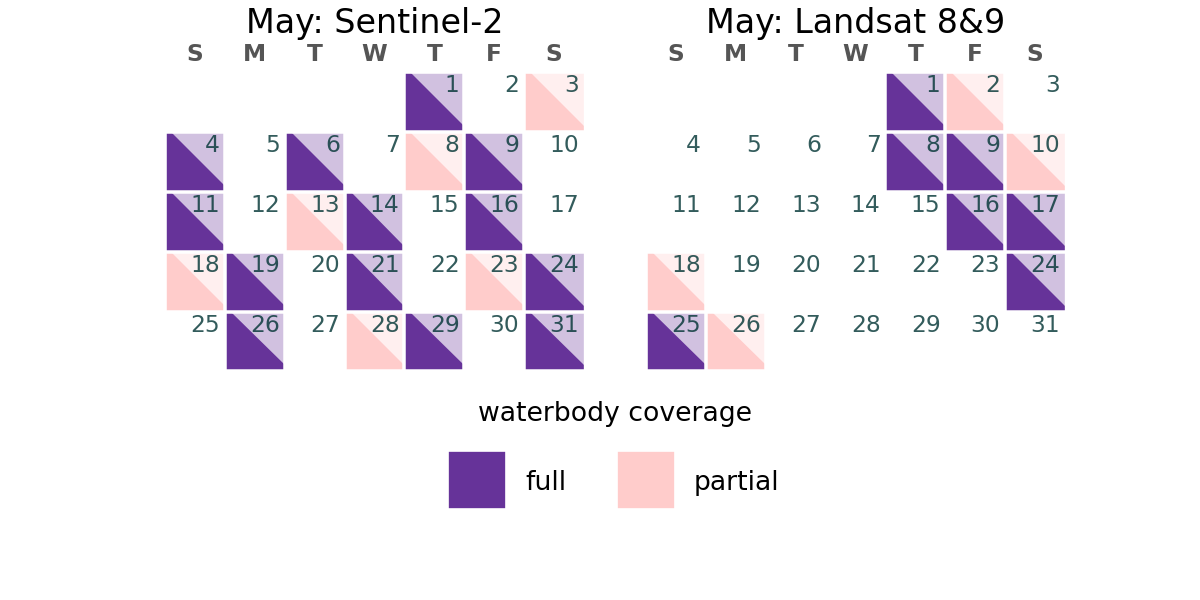 May: Sentinel-2
S M T W T F S
1 2 3
4 5 6 7 8 9 10
11 12 13 14 15 16 17
18 19 20 21 22 23 24
25 26 27 28 29 30 31
May: Landsat 8&9
S M T W T F S
1 2 3
4 5 6 7 8 9 10
11 12 13 14 15 16 17
18 19 20 21 22 23 24
25 26 27 28 29 30 31
waterbody coverage
full
partial